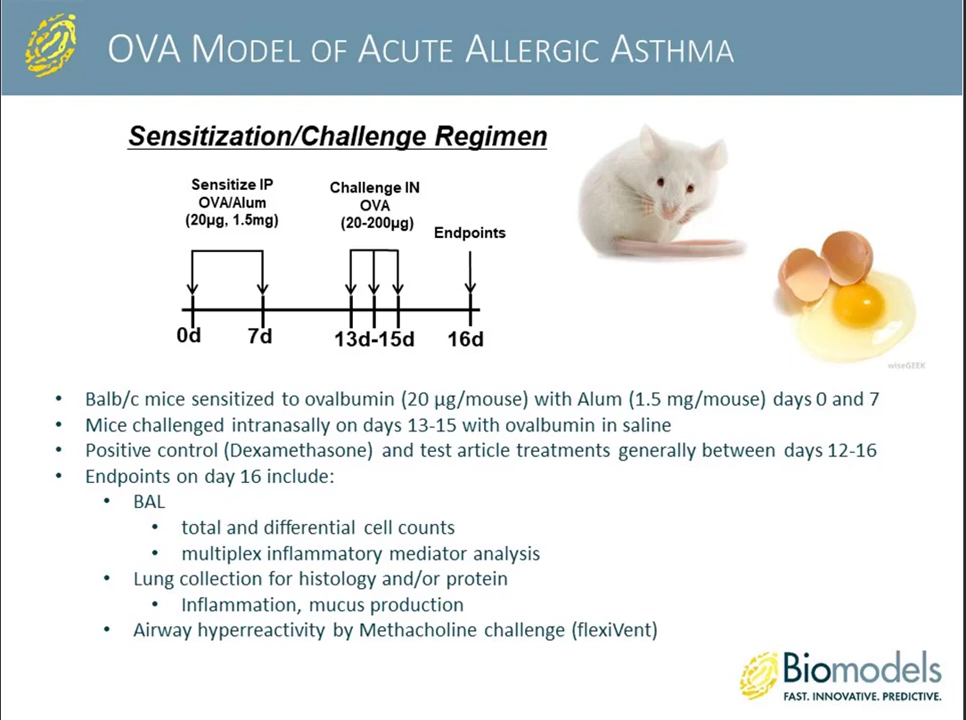 OVA MODEL OF ACUTE ALLERGIC ASTHMA
Sensitization/Challenge Regimen
Sensitize IP
OVA/Alum
(20µg, 1.5mg)
Challenge IN
OVA
(20-200µg)
Endpoints
0d
7d
13d-15d
16d
wiseGEEK
• Balb/c mice sensitized to ovalbumin (20 µg/mouse) with Alum (1.5 mg/mouse) days 0 and 7
• Mice challenged intranasally on days 13-15 with ovalbumin in saline
• Positive control (Dexamethasone) and test article treatments generally between days 12-16
• Endpoints on day 16 include:
• BAL
• total and differential cell counts
• multiplex inflammatory mediator analysis
• Lung collection for histology and/or protein
• Inflammation, mucus production
• Airway hyperreactivity by Methacholine challenge (flexiVent)
Biomodels
FAST. INNOVATIVE. PREDICTIVE.